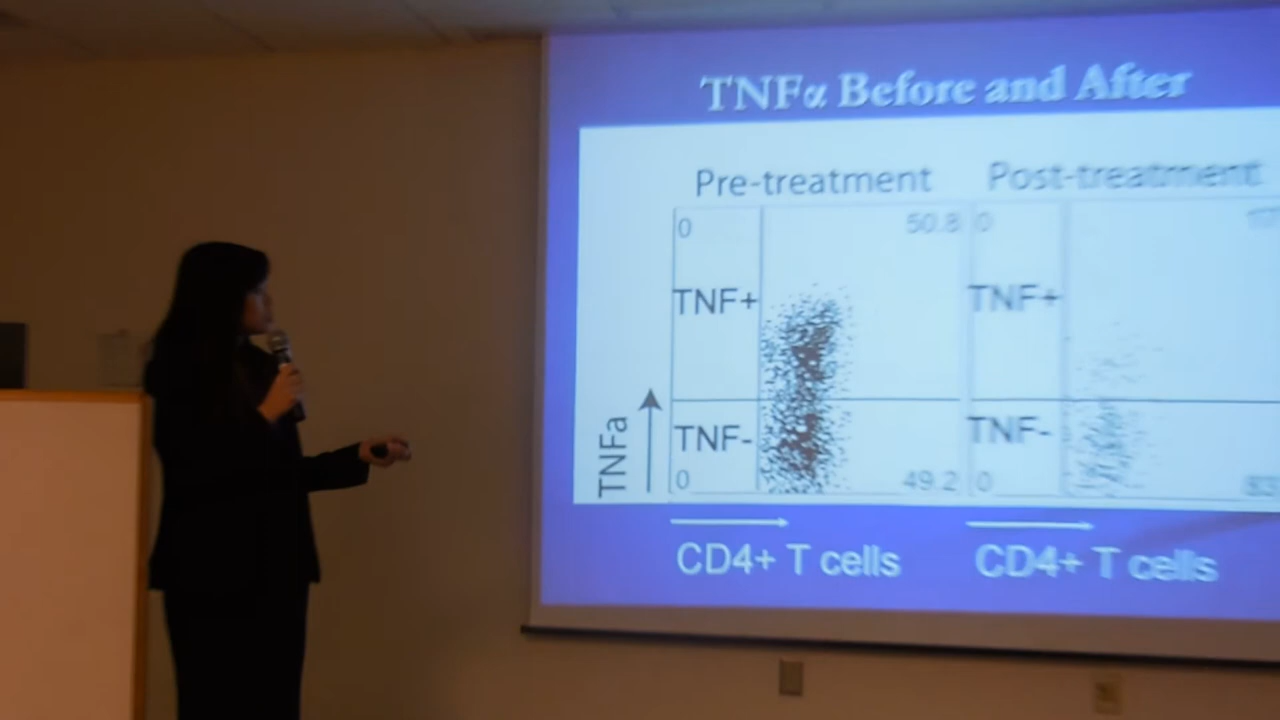 TNFα Before and After
Pre-treatment Post-treatment
0 50.8 0
TNF+ TNF+
TNFa
TNF- TNF-
0 49.2 0 83
CD4+ T cells CD4+ T cells